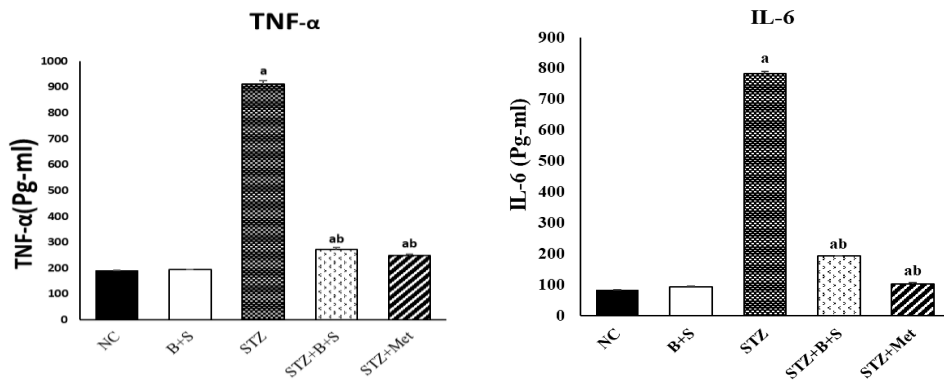 TNF-α
TNF-α(Pg-ml)
1000
900
800
700
600
500
400
300
200
100
0
a
ab
ab
NC
B+S
STZ
STZ+B+S
STZ+Met
IL-6
IL-6 (Pg-ml)
900
800
700
600
500
400
300
200
100
0
a
ab
ab
NC
B+S
STZ
STZ+B+S
STZ+Met